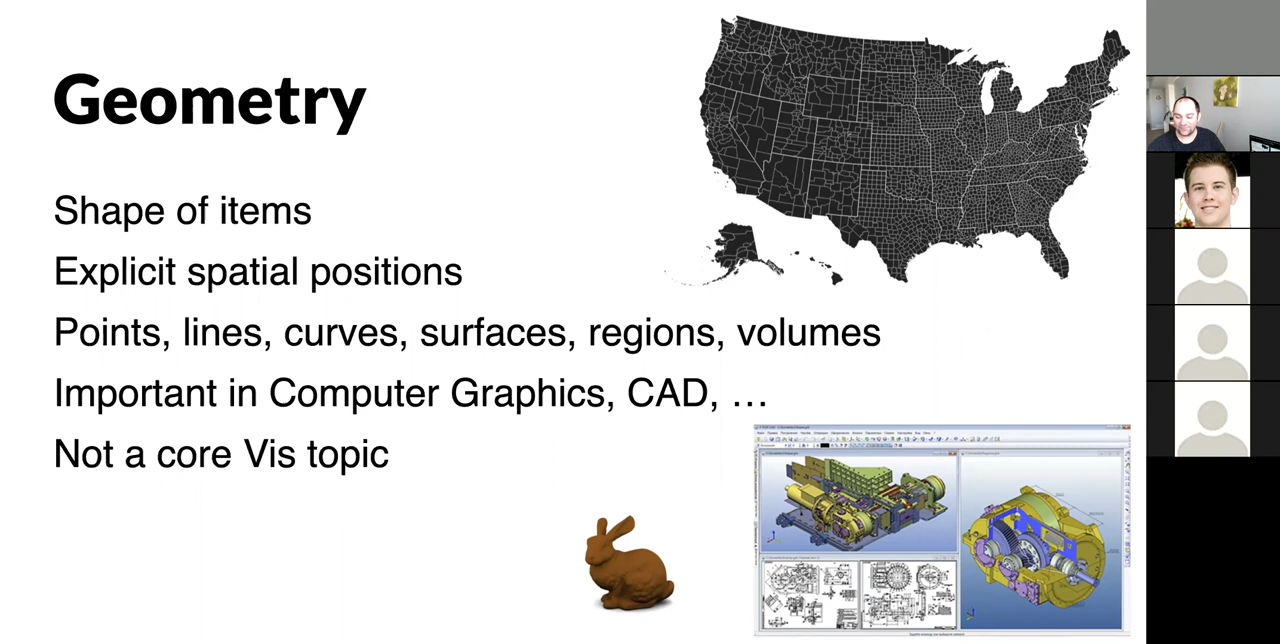 Geometry
Shape of items
Explicit spatial positions
Points, lines, curves, surfaces, regions, volumes
Important in Computer Graphics, CAD, …
Not a core Vis topic